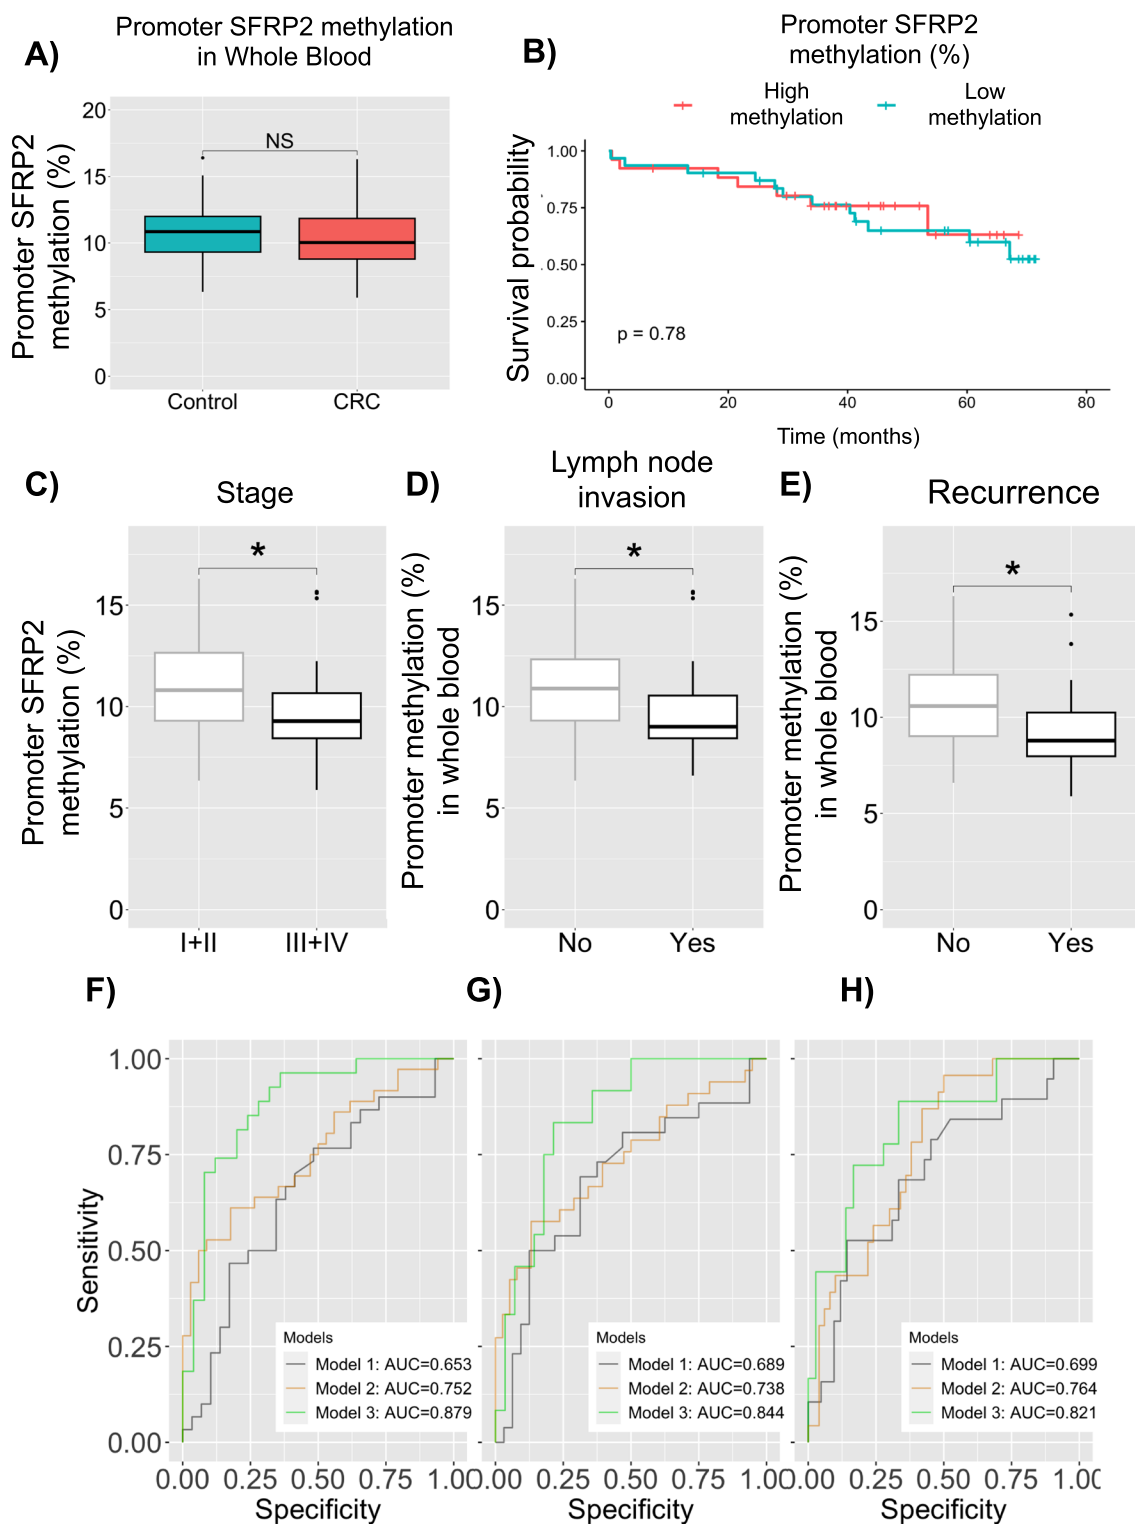 A)
Promoter SFRP2 methylation
in Whole Blood
Promoter SFRP2
methylation (%)
20
15
10
5
0
NS
Control
CRC
B)
Promoter SFRP2
methylation (%)
High
methylation
Low
methylation
Survival probability
1.00
0.75
0.50
0.25
0.00
p = 0.78
0
20
40
60
80
Time (months)
C)
Stage
Promoter SFRP2
methylation (%)
15
10
5
0
*
I+II
III+IV
D)
Lymph node
invasion
Promoter methylation (%)
in whole blood
15
10
5
0
*
No
Yes
E)
Recurrence
Promoter methylation (%)
in whole blood
15
10
5
0
*
No
Yes
F)
Sensitivity
1.00
0.75
0.50
0.25
0.00
Models
Model 1: AUC=0.653
Model 2: AUC=0.752
Model 3: AUC=0.879
0.00
0.25
0.50
0.75
1.00
Specificity
G)
Models
Model 1: AUC=0.689
Model 2: AUC=0.738
Model 3: AUC=0.844
0.00
0.25
0.50
0.75
1.00
Specificity
H)
Models
Model 1: AUC=0.699
Model 2: AUC=0.764
Model 3: AUC=0.821
0.00
0.25
0.50
0.75
1.00
Specificity